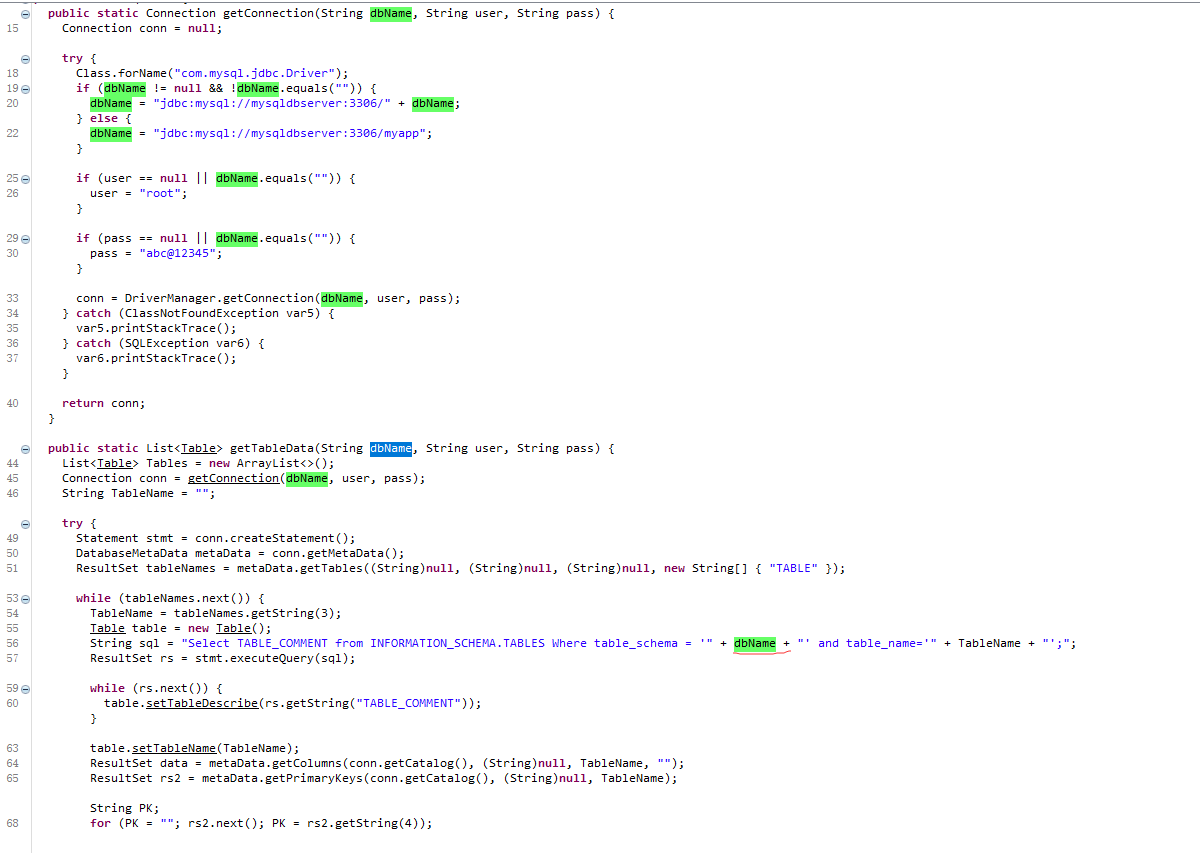 public static Connection getConnection(String dbName, String user, String pass) {
15 Connection conn = null;
try {
18 Class.forName("com.mysql.jdbc.Driver");
19 if (dbName != null && !dbName.equals("")) {
20 dbName = "jdbc:mysql://mysqldbserver:3306/" + dbName;
} else {
22 dbName = "jdbc:mysql://mysqldbserver:3306/myapp";
}
25 if (user == null || dbName.equals("")) {
26 user = "root";
}
29 if (pass == null || dbName.equals("")) {
30 pass = "abc@12345";
}
33 conn = DriverManager.getConnection(dbName, user, pass);
34 } catch (ClassNotFoundException var5) {
35 var5.printStackTrace();
36 } catch (SQLException var6) {
37 var6.printStackTrace();
}
40 return conn;
}
public static List<Table> getTableData(String dbName, String user, String pass) {
44 List<Table> Tables = new ArrayList<>();
45 Connection conn = getConnection(dbName, user, pass);
46 String TableName = "";
try {
49 Statement stmt = conn.createStatement();
50 DatabaseMetaData metaData = conn.getMetaData();
51 ResultSet tableNames = metaData.getTables((String)null, (String)null, (String)null, new String[] { "TABLE" });
53 while (tableNames.next()) {
54 TableName = tableNames.getString(3);
55 Table table = new Table();
56 String sql = "Select TABLE_COMMENT from INFORMATION_SCHEMA.TABLES Where table_schema = '" + dbName + "' and table_name='" + TableName + "';";
57 ResultSet rs = stmt.executeQuery(sql);
59 while (rs.next()) {
60 table.setTableDescribe(rs.getString("TABLE_COMMENT"));
}
63 table.setTableName(TableName);
64 ResultSet data = metaData.getColumns(conn.getCatalog(), (String)null, TableName, "");
65 ResultSet rs2 = metaData.getPrimaryKeys(conn.getCatalog(), (String)null, TableName);
String PK;
68 for (PK = ""; rs2.next(); PK = rs2.getString(4));